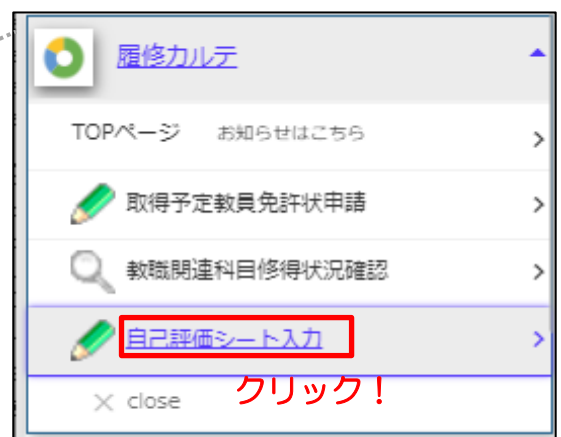 履修カルテ
TOPページ お知らせはこちら
取得予定教員免許状申請
教職関連科目修得状況確認
自己評価シート入力
クリック！
close